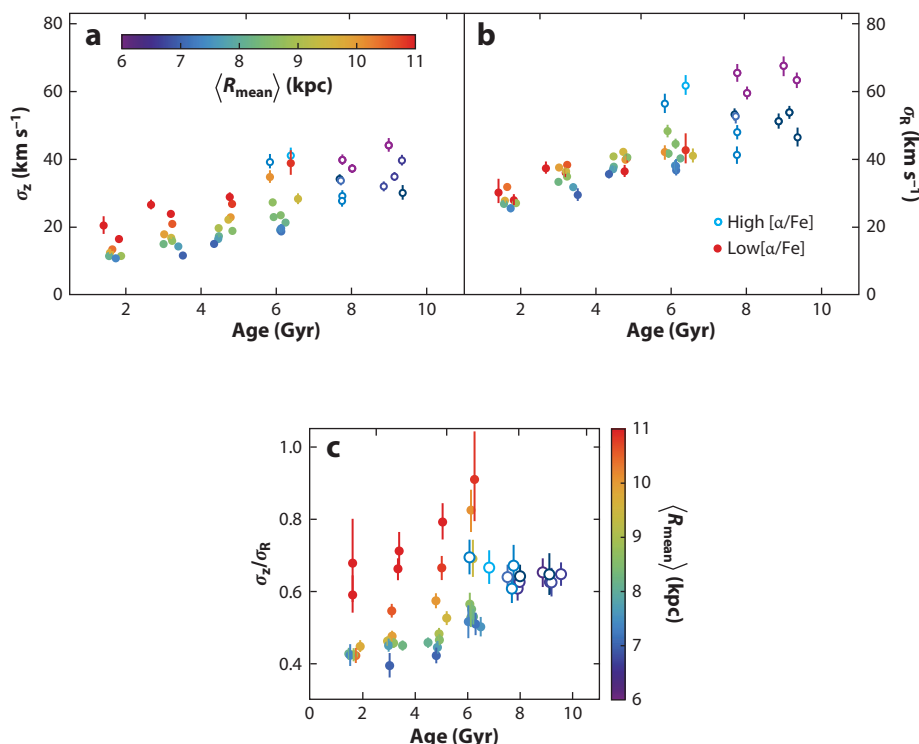 80
60
40
20
0
σz (km s⁻¹)
a
6 7 8 9 10 11
⟨Rmean⟩ (kpc)
2 4 6 8 10
Age (Gyr)
b
High [α/Fe]
Low[α/Fe]
2 4 6 8 10
Age (Gyr)
80
60
40
20
0
σR (km s⁻¹)
c
1.0
0.8
0.6
0.4
σz/σR
0 2 4 6 8 10
Age (Gyr)
11
10
9
8
7
6
⟨Rmean⟩ (kpc)